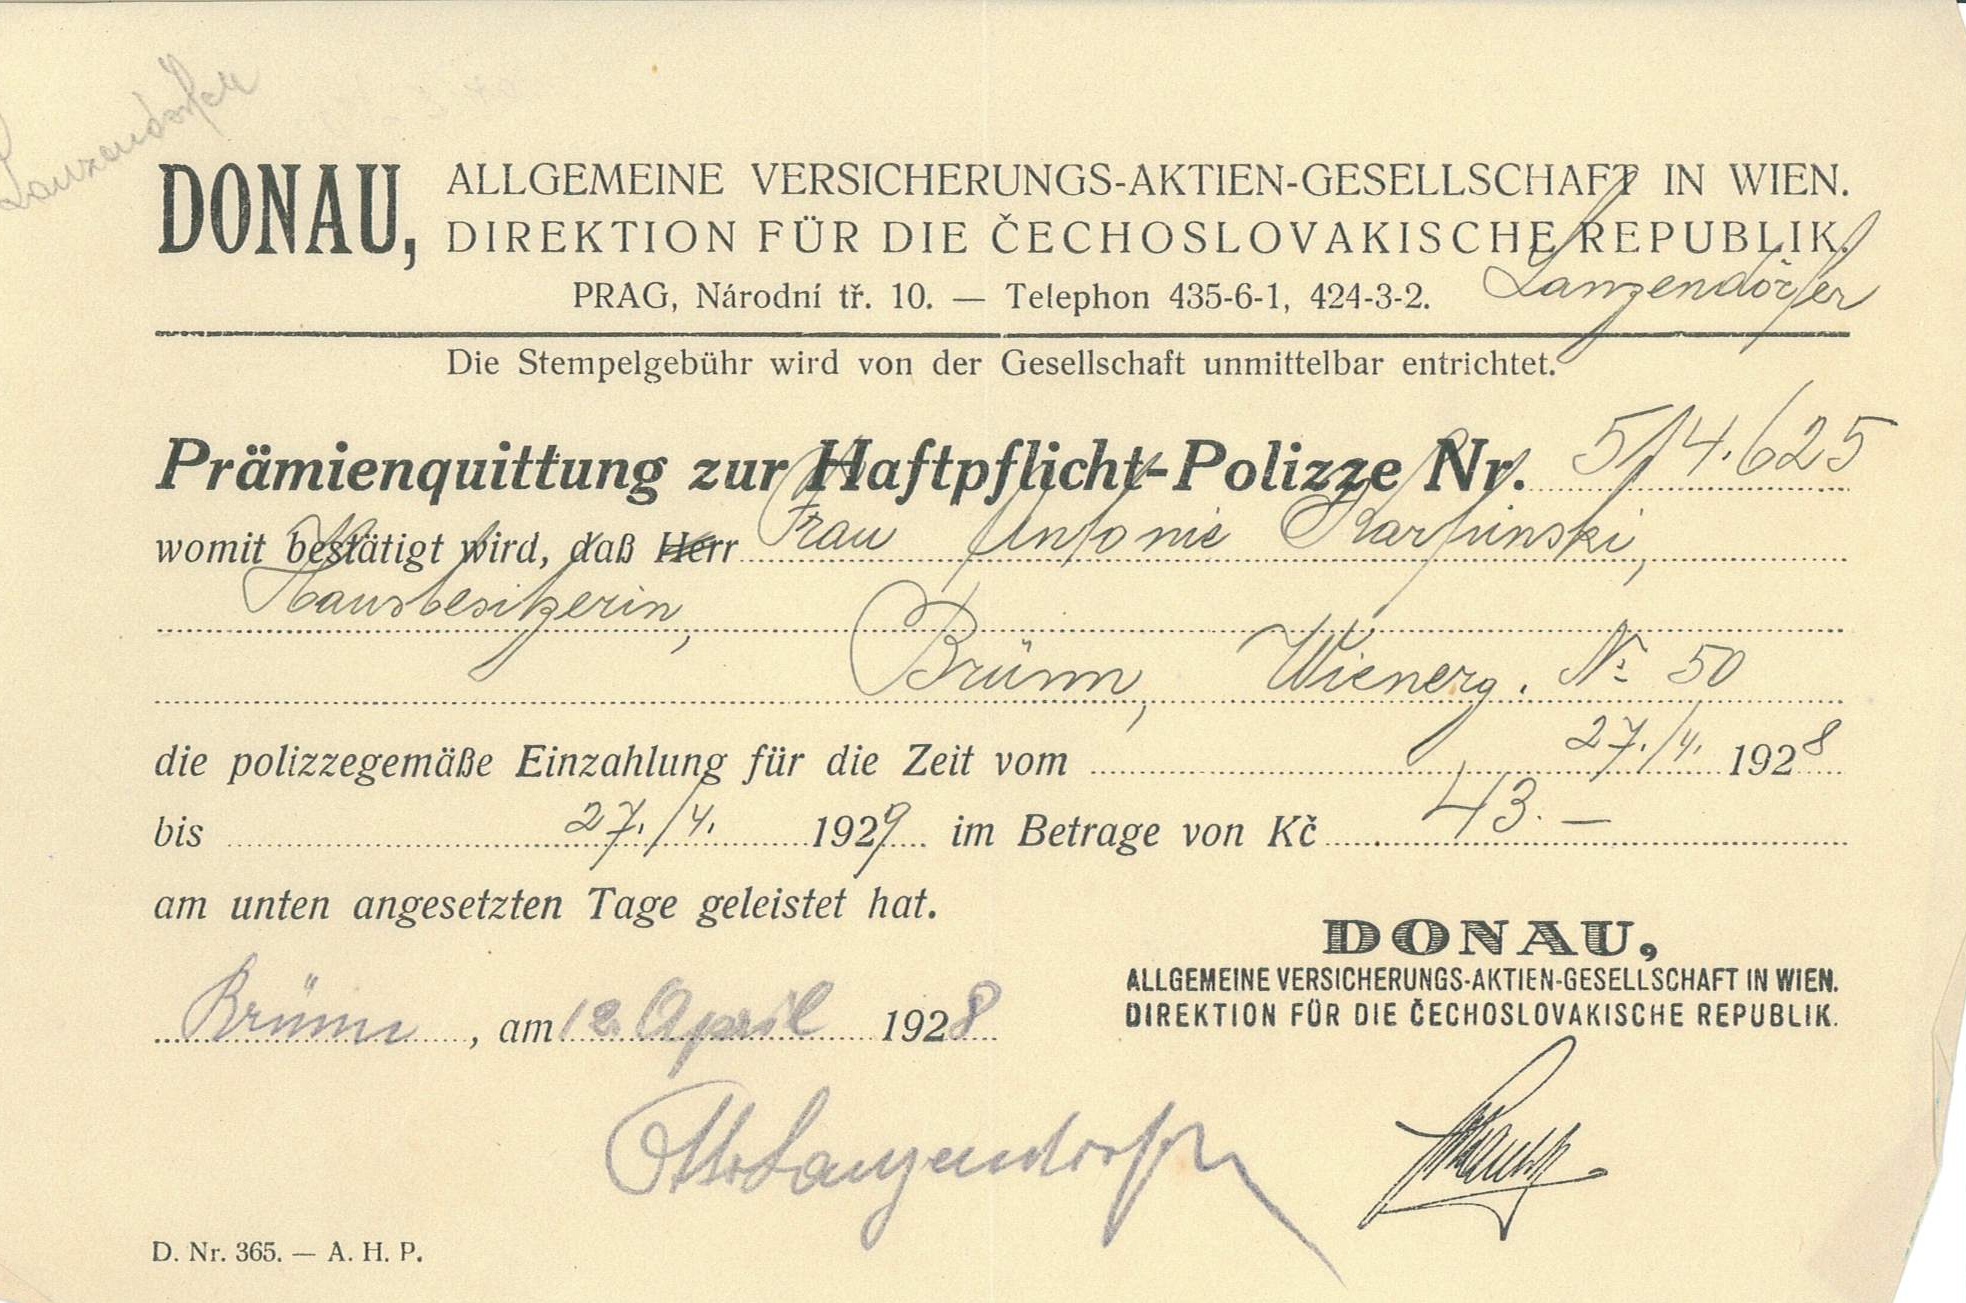 Lanzendörfer
DONAU, ALLGEMEINE VERSICHERUNGS-AKTIEN-GESELLSCHAFT IN WIEN.
DIREKTION FÜR DIE ČECHOSLOVAKISCHE REPUBLIK.
PRAG, Národní tř. 10. — Telephon 435-6-1, 424-3-2.
Lanzendörfer
Die Stempelgebühr wird von der Gesellschaft unmittelbar entrichtet.
Prämienquittung zur Haftpflicht-Polizze Nr. 514.625
womit bestätigt wird, daß Herr Frau Antonie Karpinski,
Hausbesitzerin,
Brünn, Wienerg. No 50
die polizzegemäße Einzahlung für die Zeit vom 27./4. 1928
bis 27./4. 1929 im Betrage von Kč 43.—
am unten angesetzten Tage geleistet hat.
DONAU,
ALLGEMEINE VERSICHERUNGS-AKTIEN-GESELLSCHAFT IN WIEN.
DIREKTION FÜR DIE ČECHOSLOVAKISCHE REPUBLIK.
Brünn, am 12. April 1928
Lanzendörfer
D. Nr. 365. — A. H. P.